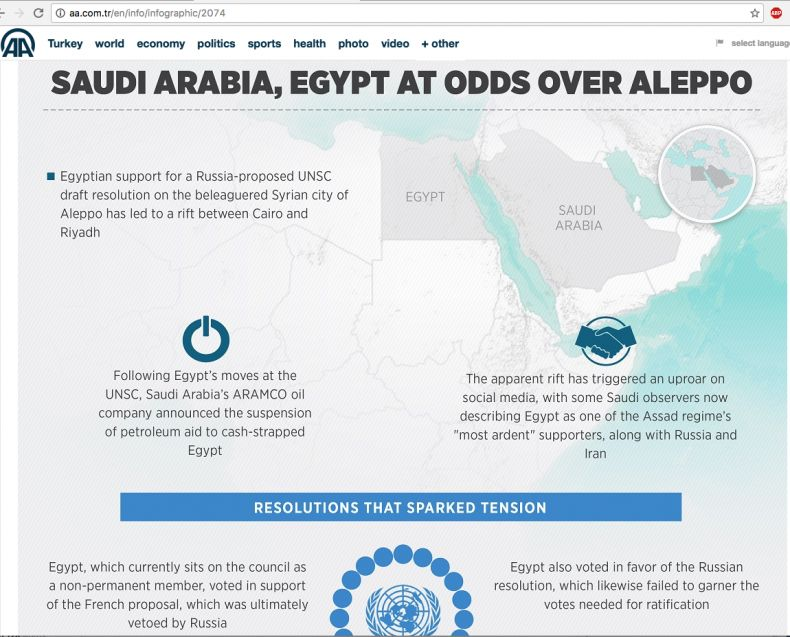 aa.com.tr/en/info/infographic/2074
ABP
AA
Turkey world economy politics sports health photo video + other
select languag
SAUDI ARABIA, EGYPT AT ODDS OVER ALEPPO
Egyptian support for a Russia-proposed UNSC
draft resolution on the beleaguered Syrian city of
Aleppo has led to a rift between Cairo and
Riyadh
EGYPT
SAUDI
ARABIA
Following Egypt's moves at the
UNSC, Saudi Arabia's ARAMCO oil
company announced the suspension
of petroleum aid to cash-strapped
Egypt
The apparent rift has triggered an uproar on
social media, with some Saudi observers now
describing Egypt as one of the Assad regime's
"most ardent" supporters, along with Russia and
Iran
RESOLUTIONS THAT SPARKED TENSION
Egypt, which currently sits on the council as
a non-permanent member, voted in support
of the French proposal, which was ultimately
vetoed by Russia
Egypt also voted in favor of the Russian
resolution, which likewise failed to garner the
votes needed for ratification